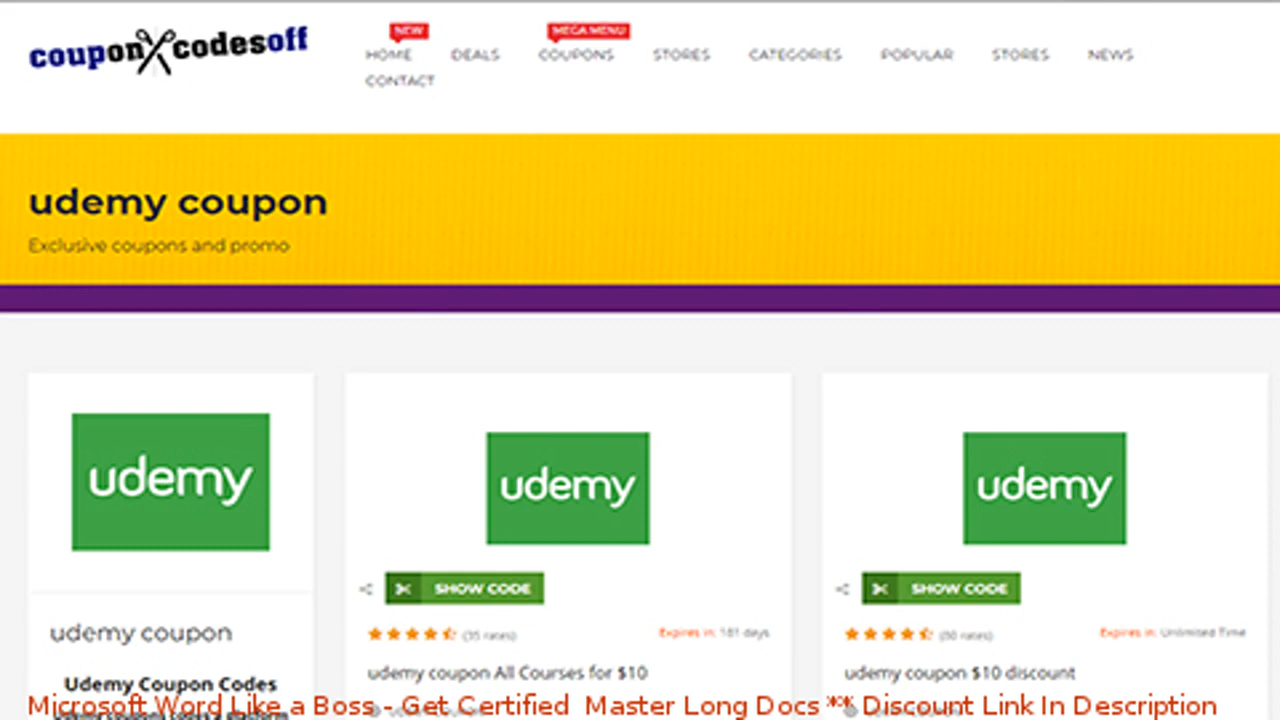 couponXcodesoff
NEW
MEGA MENU
HOME DEALS COUPONS STORES CATEGORIES POPULAR STORES NEWS
CONTACT
udemy coupon
Exclusive coupons and promo
udemy
udemy
udemy
SHOW CODE
SHOW CODE
(35 rates)
Expires in: 181 days
(80 rates)
Expires in: Unlimited Time
udemy coupon
udemy coupon All Courses for $10
udemy coupon $10 discount
Udemy Coupon Codes
Microsoft Word Like a Boss - Get Certified Master Long Docs ** Discount Link In Description